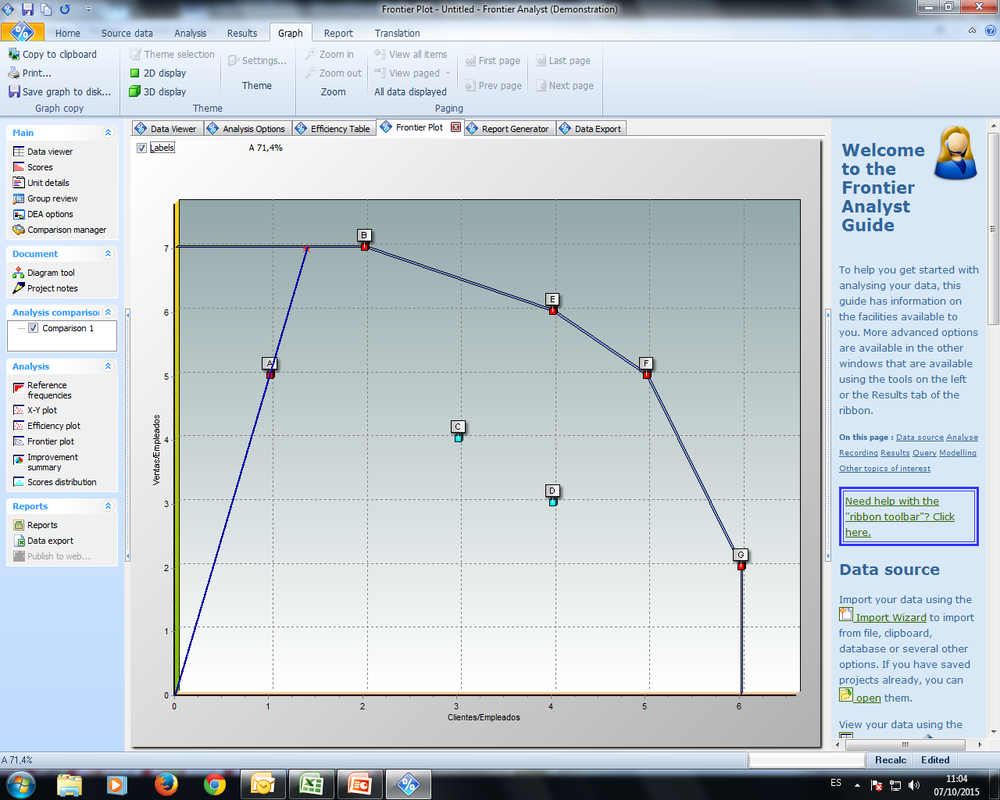 Frontier Plot - Untitled - Frontier Analyst (Demonstration)
Home Source data Analysis Results Graph Report Translation
Copy to clipboard
Print...
Save graph to disk...
Graph copy
Theme selection
2D display
3D display
Settings...
Theme
Theme
Zoom in
Zoom out
Zoom
View all items
View paged
All data displayed
First page
Prev page
Last page
Next page
Paging
Main
Data viewer
Scores
Unit details
Group review
DEA options
Comparison manager
Document
Diagram tool
Project notes
Analysis comparisor
Comparison 1
Analysis
Reference
frequencies
X-Y plot
Efficiency plot
Frontier plot
Improvement
summary
Scores distribution
Reports
Reports
Data export
Publish to web...
Data Viewer Analysis Options Efficiency Table Frontier Plot Report Generator Data Export
Labels A 71,4%
B
E
A
F
C
D
G
7
6
5
4
3
2
1
0
Ventas/Empleados
0 1 2 3 4 5 6
Clientes/Empleados
Welcome
to the
Frontier
Analyst
Guide
To help you get started with
analysing your data, this
guide has information on
the facilities available to
you. More advanced options
are available in the other
windows that are available
using the tools on the left
or the Results tab of the
ribbon.
On this page : Data source Analyse
Recording Results Query Modelling
Other topics of interest
Need help with the
"ribbon toolbar"? Click
here.
Data source
Import your data using the
Import Wizard to import
from file, clipboard,
database or several other
options. If you have saved
projects already, you can
open them.
View your data using the
A 71,4% Recalc Edited
ES 11:04
07/10/2015